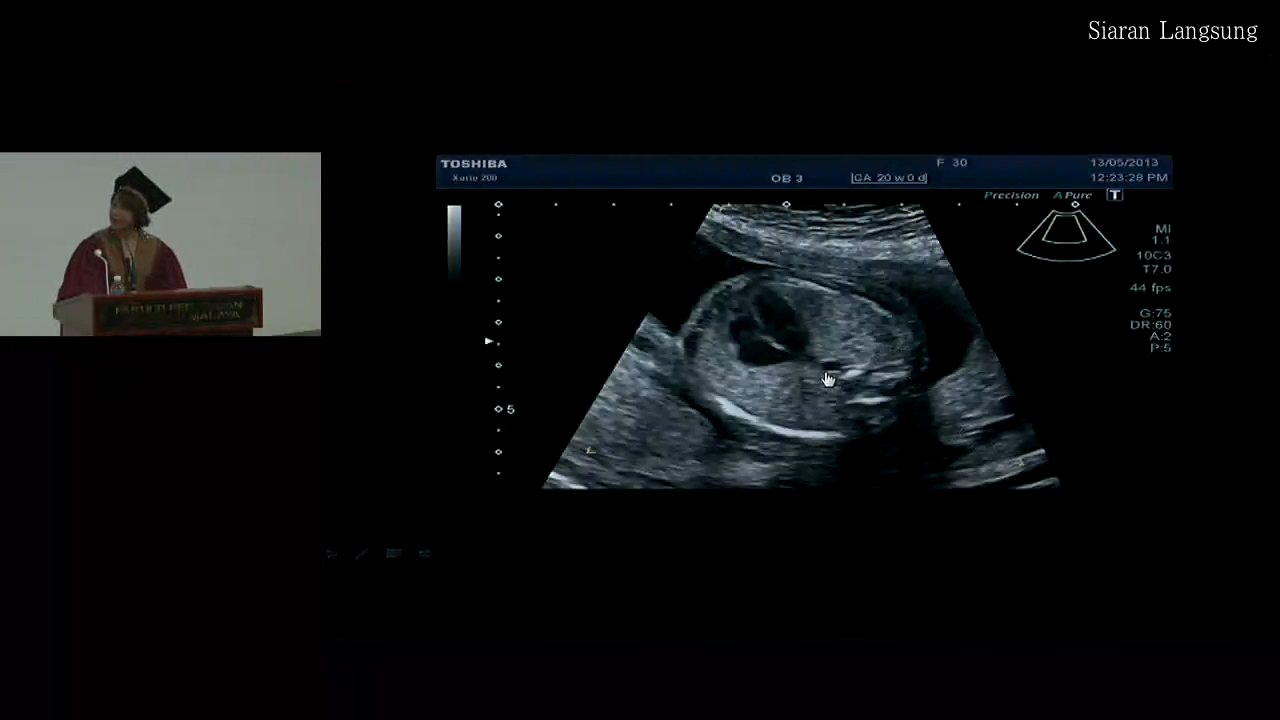 Siaran Langsung
TOSHIBA
F 30
13/05/2013
OB 3
GA 20 w 0 d
12:23:28 PM
Precision
A Pure
T
MI
1.1
10C3
T7.0
44 fps
G:75
DR:60
A:2
P:5
5
MALAYA